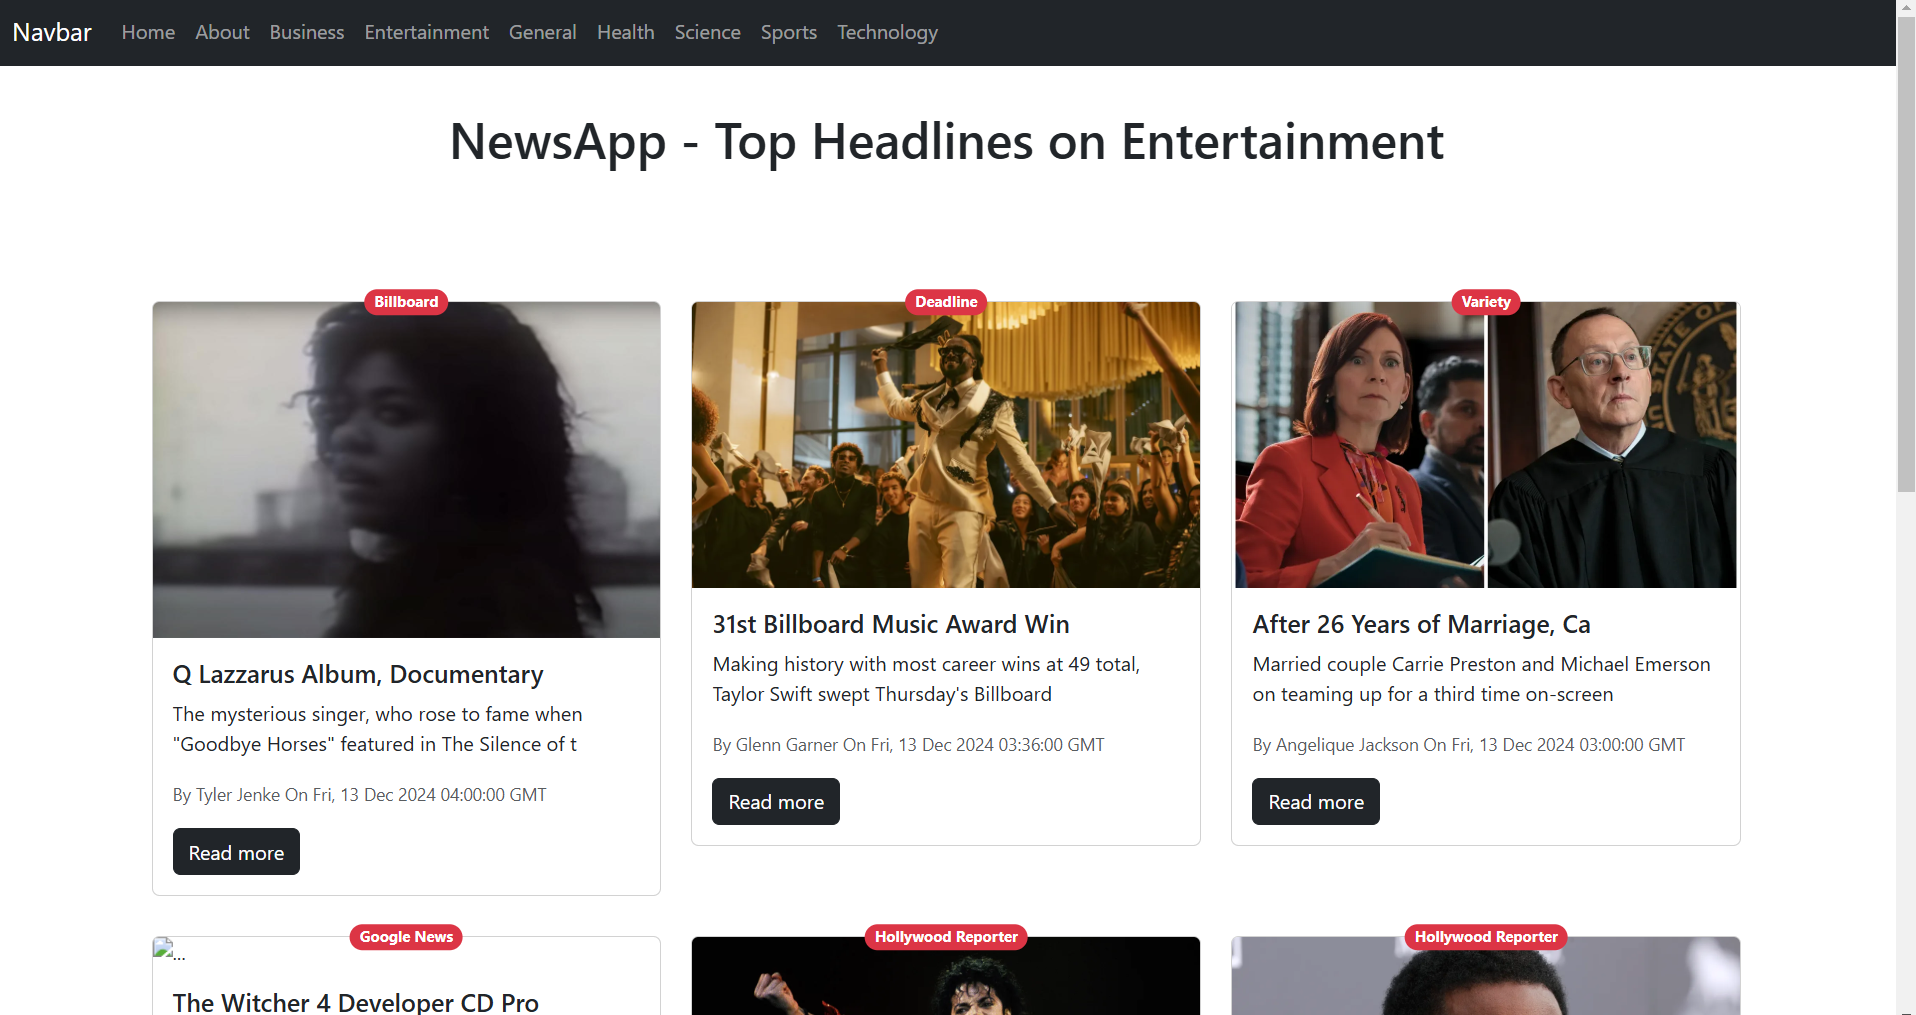 Navbar Home About Business Entertainment General Health Science Sports Technology
NewsApp - Top Headlines on Entertainment
Billboard
Q Lazzarus Album, Documentary
The mysterious singer, who rose to fame when
"Goodbye Horses" featured in The Silence of t
By Tyler Jenke On Fri, 13 Dec 2024 04:00:00 GMT
Read more
Deadline
31st Billboard Music Award Win
Making history with most career wins at 49 total,
Taylor Swift swept Thursday's Billboard
By Glenn Garner On Fri, 13 Dec 2024 03:36:00 GMT
Read more
Variety
STATE OF
After 26 Years of Marriage, Ca
Married couple Carrie Preston and Michael Emerson
on teaming up for a third time on-screen
By Angelique Jackson On Fri, 13 Dec 2024 03:00:00 GMT
Read more
Google News
...
The Witcher 4 Developer CD Pro
Hollywood Reporter
Hollywood Reporter